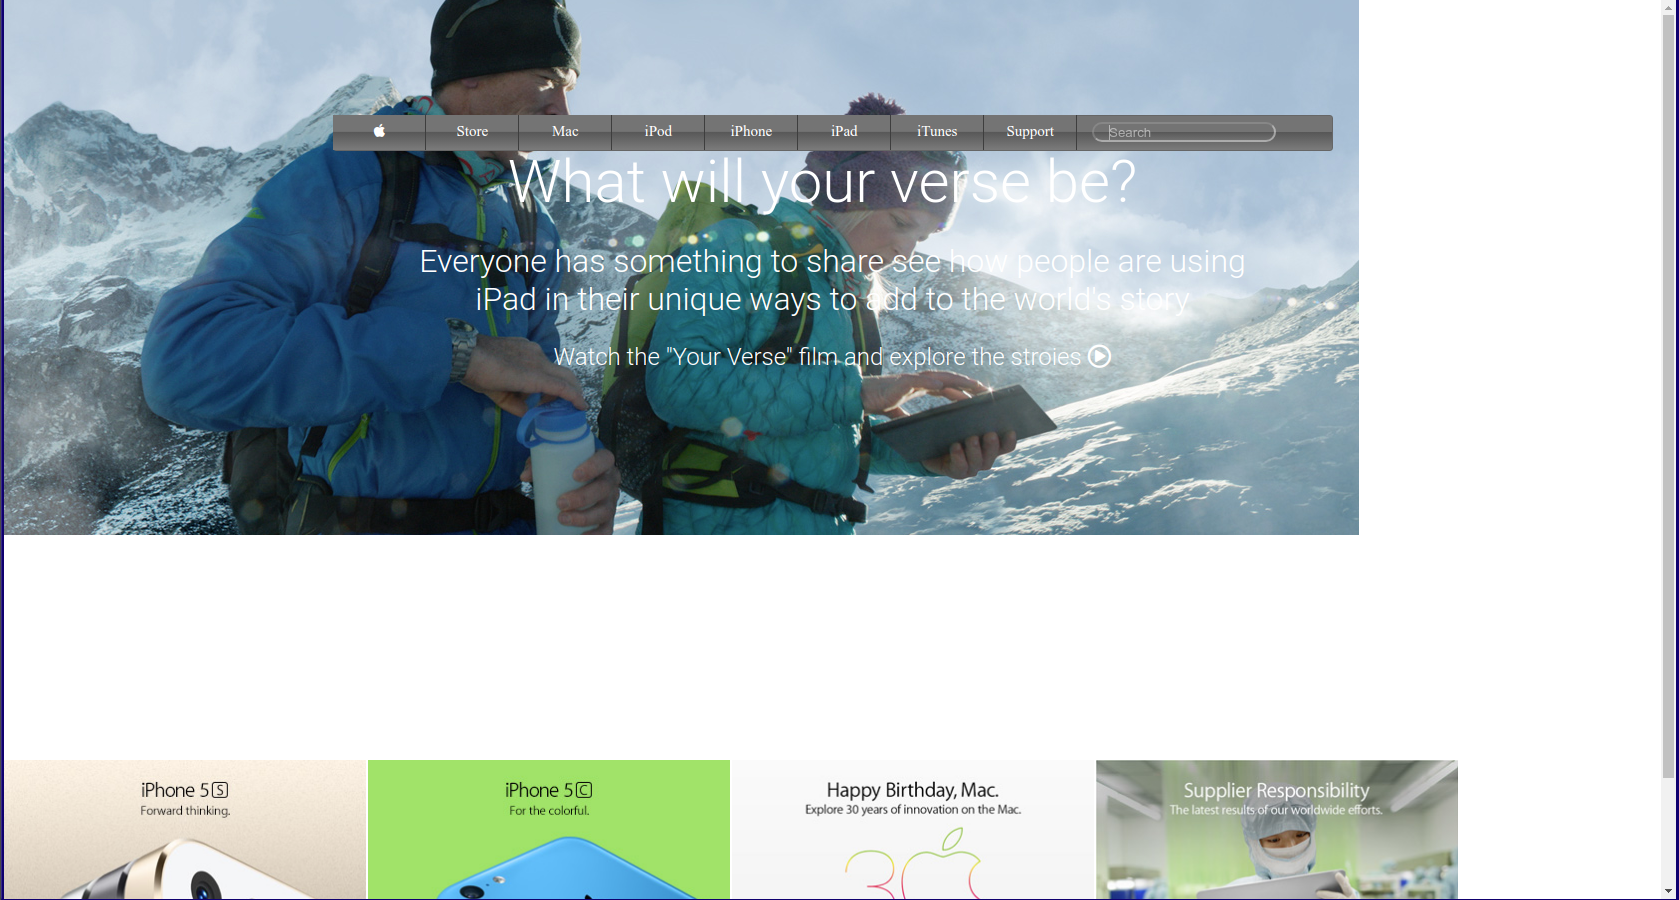 Store Mac iPod iPhone iPad iTunes Support Search
What will your verse be?
Everyone has something to share see how people are using
iPad in their unique ways to add to the world's story
Watch the "Your Verse" film and explore the stroies
iPhone 5S
Forward thinking.
iPhone 5C
For the colorful.
Happy Birthday, Mac.
Explore 30 years of innovation on the Mac.
30
Supplier Responsibility
The latest results of our worldwide efforts.